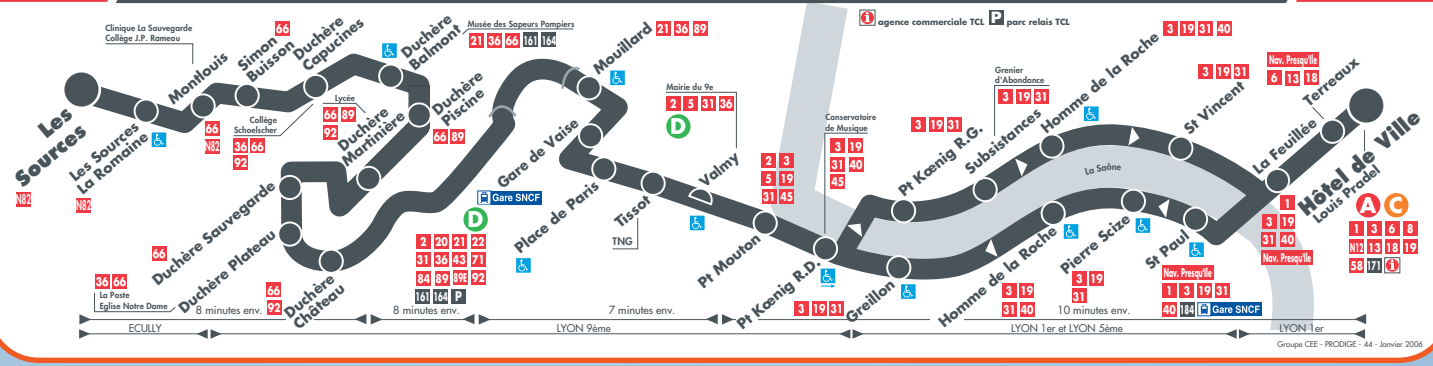 Les
Sources
N82
Les Sources
La Romaine
N82
Clinique La Sauvegarde
Collège J.P. Rameau
Montlouis
66
N82
Simon
Buisson
66
Duchère
Capucines
Collège
Schoelscher
36 66
92
Duchère
Balmont
Musée des Sapeurs Pompiers
21 36 66 161 164
Duchère
Piscine
66 89
Lycée
66 89
92
Duchère
Martinière
Duchère Sauvegarde
66
Duchère Plateau
36 66
La Poste
Eglise Notre Dame
Duchère
Château
66
92
Mouillard
21 36 89
Gare de Vaise
Gare SNCF
D
2 20 21 22
31 36 43 71
84 89 89E 92
161 164 P
Place de Paris
Tissot
TNG
Valmy
Mairie du 9e
2 5 31 36
D
Pt Mouton
2 3
5 19
31 45
Pt Kœnig R.D.
3 19 31
Conservatoire
de Musique
3 19
31 40
45
Pt Kœnig R.G.
3 19 31
Subsistances
Grenier
d'Abondance
3 19 31
Homme de la Roche
3 19 31 40
St Vincent
3 19 31
La Saône
Greillon
Homme de la Roche
3 19
31 40
Pierre Scize
3 19
31
St Paul
Nav. Presqu'île
1 3 19 31
40 184 Gare SNCF
La Feuillée
1
3 19
31 40
Nav. Presqu'île
Terreaux
Nav. Presqu'île
6 13 18
Hôtel de Ville
Louis Pradel
A C
1 3 6 8
N12 13 18 19
58 171 i
i agence commerciale TCL P parc relais TCL
8 minutes env. 8 minutes env. 7 minutes env. 10 minutes env.
ECULLY LYON 9ème LYON 1er et LYON 5ème LYON 1er
Groupe CEE - PRODIGE - 44 - Janvier 2006